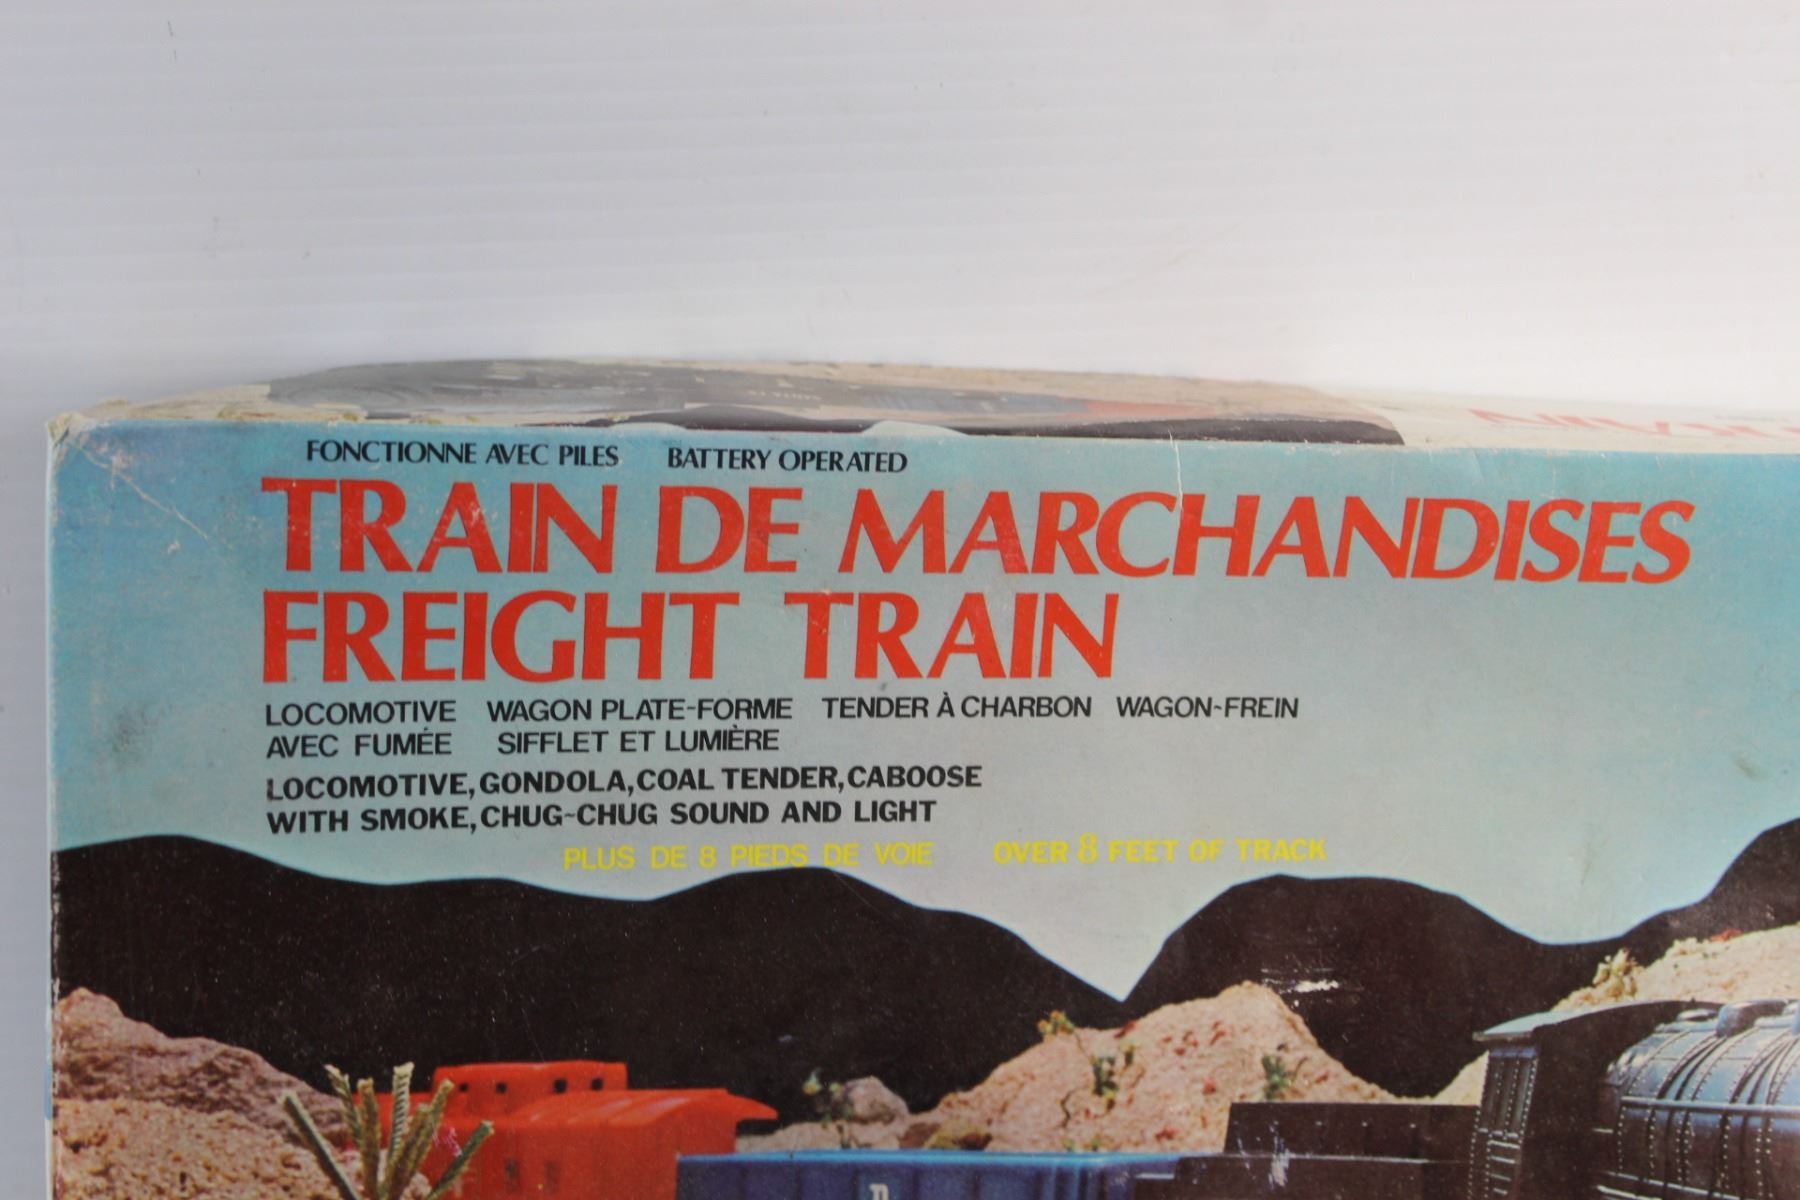 FONCTIONNE AVEC PILES BATTERY OPERATED
TRAIN DE MARCHANDISES
FREIGHT TRAIN
LOCOMOTIVE WAGON PLATE-FORME TENDER À CHARBON WAGON-FREIN
AVEC FUMÉE SIFFLET ET LUMIÈRE
LOCOMOTIVE, GONDOLA, COAL TENDER, CABOOSE
WITH SMOKE, CHUG-CHUG SOUND AND LIGHT
PLUS DE 8 PIEDS DE VOIE OVER 8 FEET OF TRACK